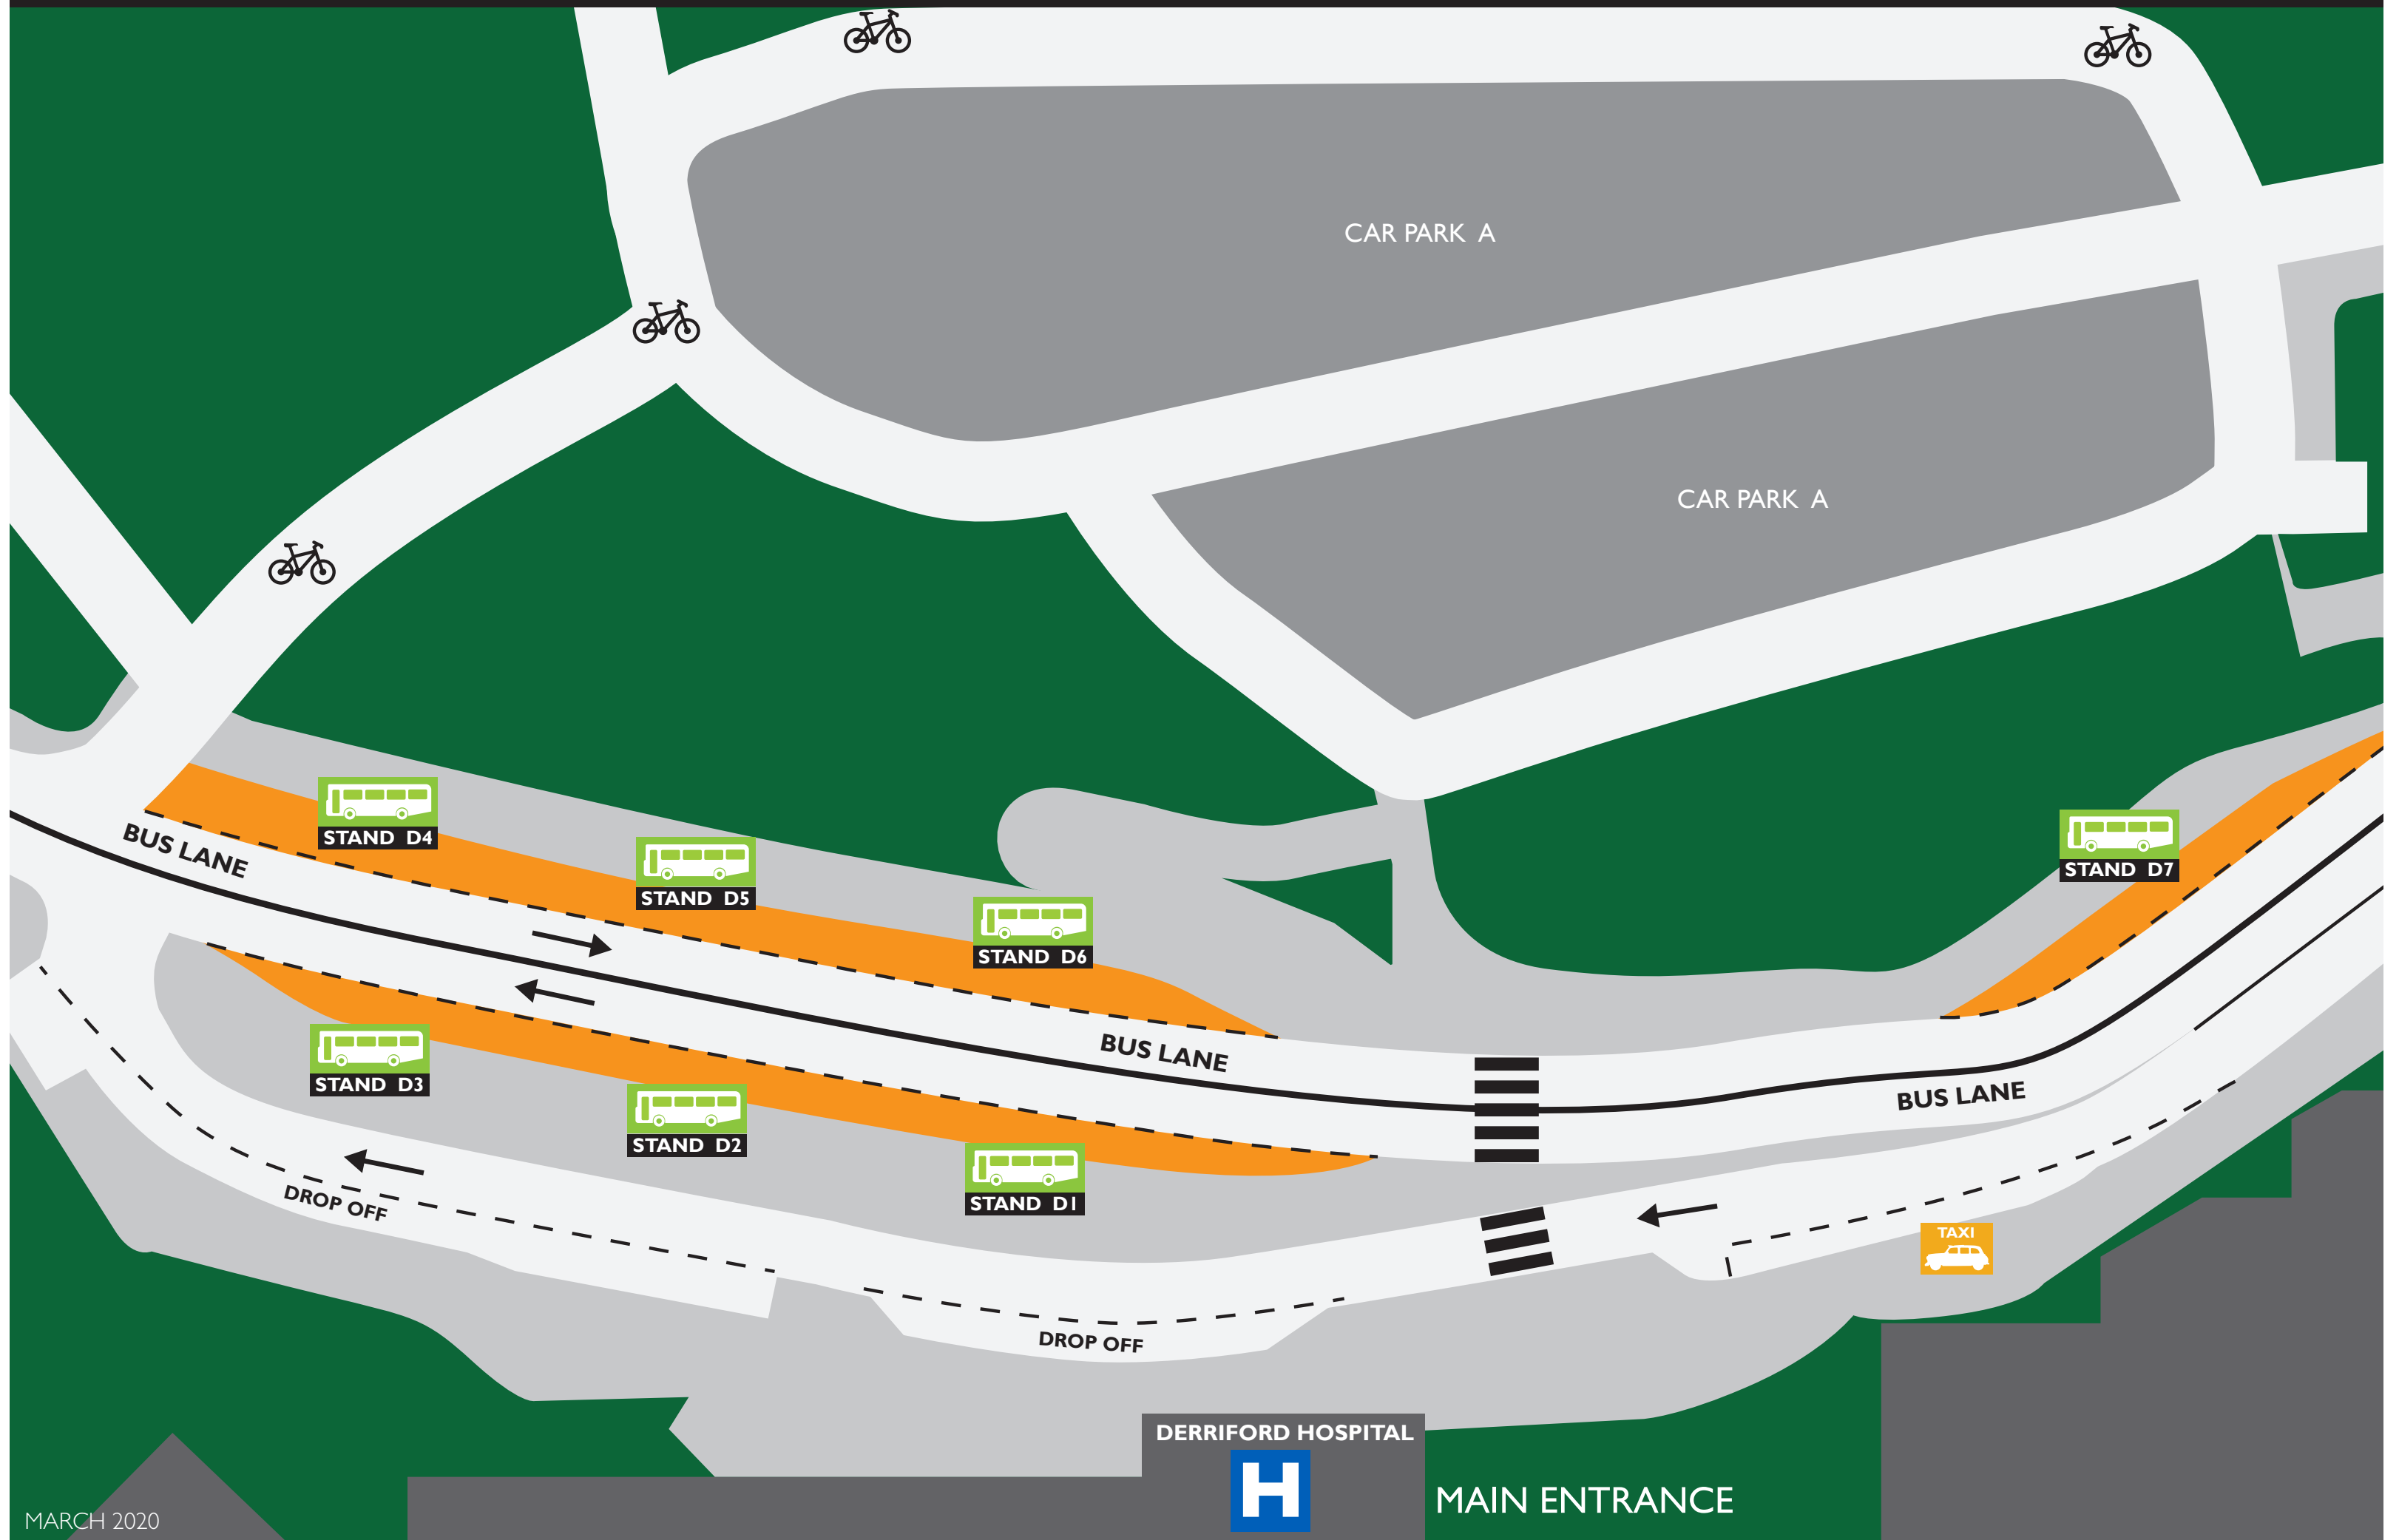 CAR PARK A
CAR PARK A
STAND D4
BUS LANE
STAND D5
STAND D7
STAND D6
STAND D3
BUS LANE
BUS LANE
STAND D2
STAND D1
DROP OFF
TAXI
DROP OFF
DERRIFORD HOSPITAL
H
MAIN ENTRANCE
MARCH 2020